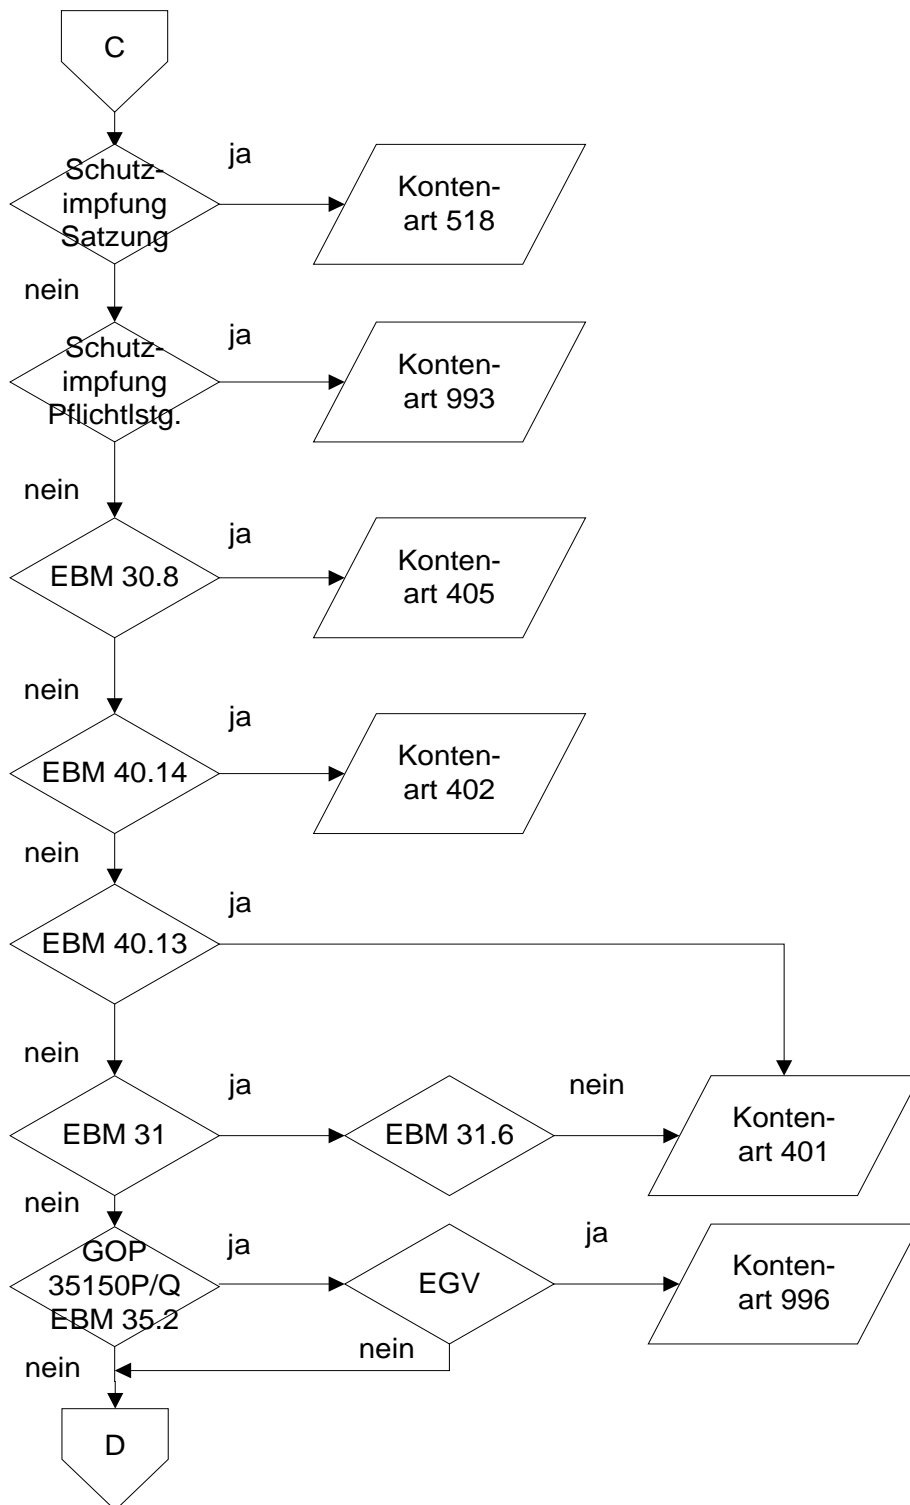 C
Schutz-
impfung
Satzung
ja
Konten-
art 518
nein
Schutz-
impfung
Pflichtlstg.
ja
Konten-
art 993
nein
EBM 30.8
ja
Konten-
art 405
nein
EBM 40.14
ja
Konten-
art 402
nein
EBM 40.13
ja
nein
EBM 31
ja
EBM 31.6
nein
Konten-
art 401
nein
GOP
35150P/Q
EBM 35.2
ja
EGV
ja
Konten-
art 996
nein
nein
D